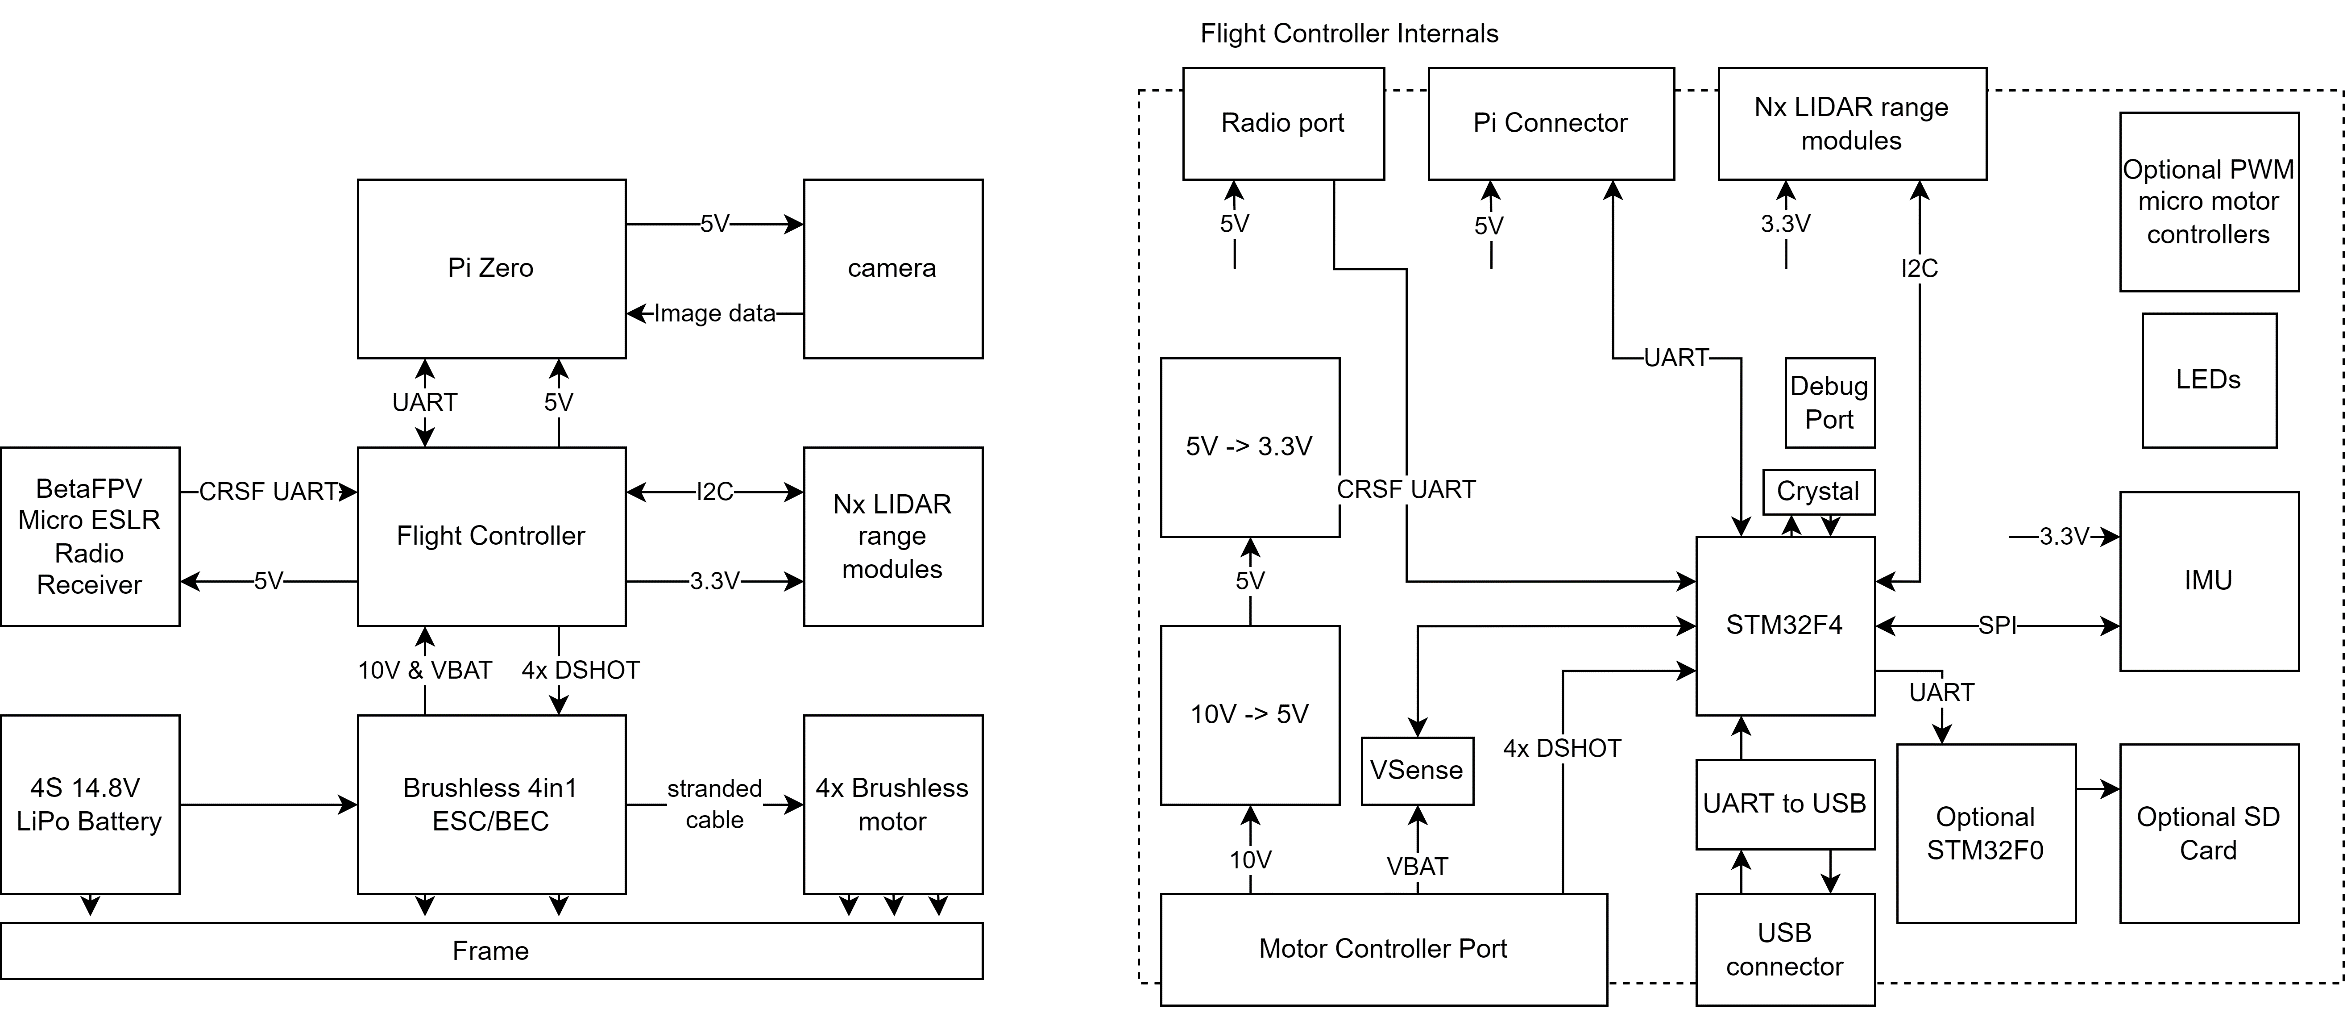 Flight Controller Internals
Pi Zero
5V
camera
Image data
UART
5V
BetaFPV
Micro ESLR
Radio
Receiver
CRSF UART
5V
Flight Controller
I2C
3.3V
Nx LIDAR
range
modules
10V & VBAT
4x DSHOT
4S 14.8V
LiPo Battery
Brushless 4in1
ESC/BEC
stranded
cable
4x Brushless
motor
Frame
Radio port
Pi Connector
Nx LIDAR range
modules
Optional PWM
micro motor
controllers
5V
5V
3.3V
I2C
UART
LEDs
Debug
Port
5V -> 3.3V
CRSF UART
Crystal
3.3V
IMU
5V
STM32F4
SPI
UART
10V -> 5V
4x DSHOT
VSense
UART to USB
Optional
STM32F0
Optional SD
Card
10V
VBAT
Motor Controller Port
USB
connector